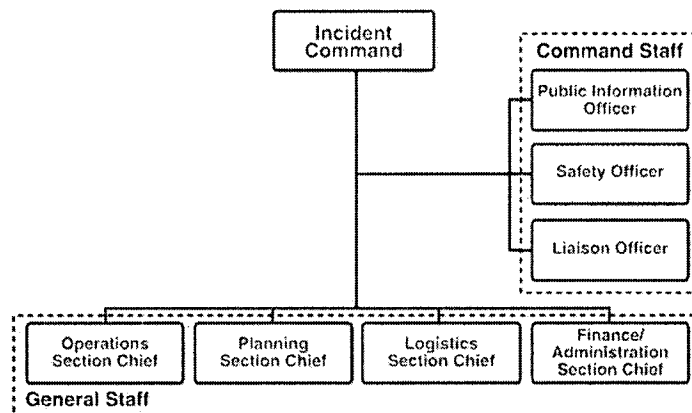 Incident
Command
Command Staff
Public Information
Officer
Safety Officer
Liaison Officer
Operations
Section Chief
Planning
Section Chief
Logistics
Section Chief
Finance/
Administration
Section Chief
General Staff